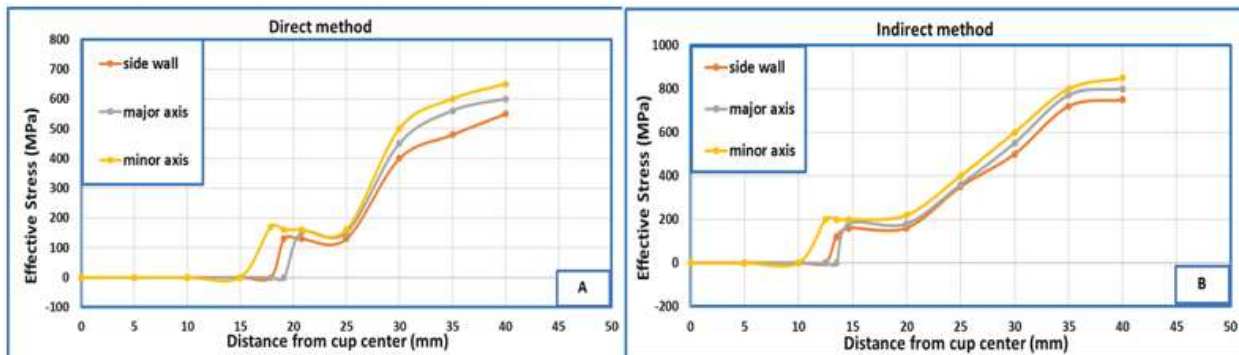 Direct method
Effective Stress (MPa)
800
700
600
500
400
300
200
100
0
-100
side wall
major axis
minor axis
A
0 5 10 15 20 25 30 35 40 45 50
Distance from cup center (mm)
Indirect method
Effective Stress (MPa)
1000
800
600
400
200
0
-200
side wall
major axis
minor axis
B
0 5 10 15 20 25 30 35 40 45 50
Distance from cup center (mm)